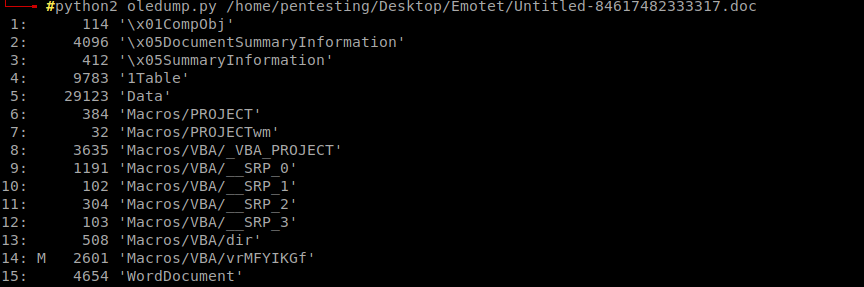 #python2 oledump.py /home/pentesting/Desktop/Emotet/Untitled-84617482333317.doc
1: 114 '\x01CompObj'
2: 4096 '\x05DocumentSummaryInformation'
3: 412 '\x05SummaryInformation'
4: 9783 '1Table'
5: 29123 'Data'
6: 384 'Macros/PROJECT'
7: 32 'Macros/PROJECTwm'
8: 3635 'Macros/VBA/_VBA_PROJECT'
9: 1191 'Macros/VBA/__SRP_0'
10: 102 'Macros/VBA/__SRP_1'
11: 304 'Macros/VBA/__SRP_2'
12: 103 'Macros/VBA/__SRP_3'
13: 508 'Macros/VBA/dir'
14: M 2601 'Macros/VBA/vrMFYIKGf'
15: 4654 'WordDocument'